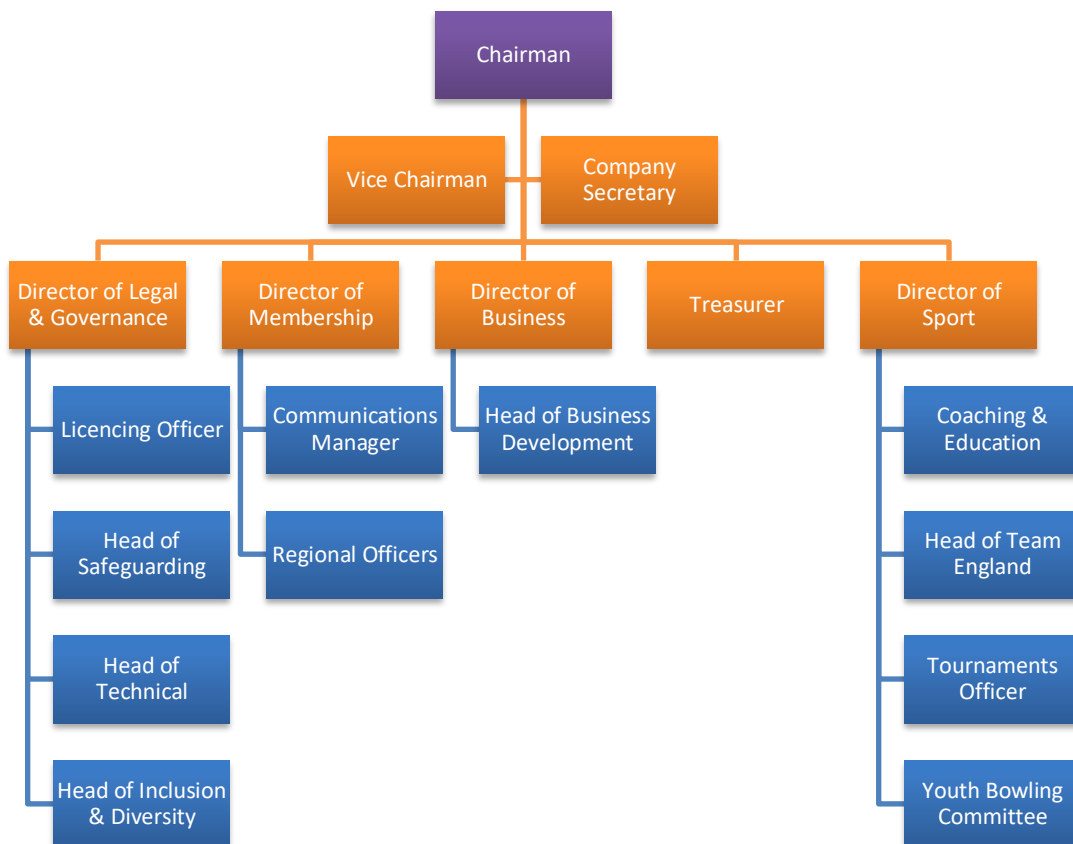 Chairman
Vice Chairman
Company
Secretary
Director of Legal
& Governance
Director of
Membership
Director of
Business
Treasurer
Director of
Sport
Licencing Officer
Communications
Manager
Head of Business
Development
Coaching &
Education
Head of
Safeguarding
Regional Officers
Head of Team
England
Head of
Technical
Tournaments
Officer
Head of Inclusion
& Diversity
Youth Bowling
Committee